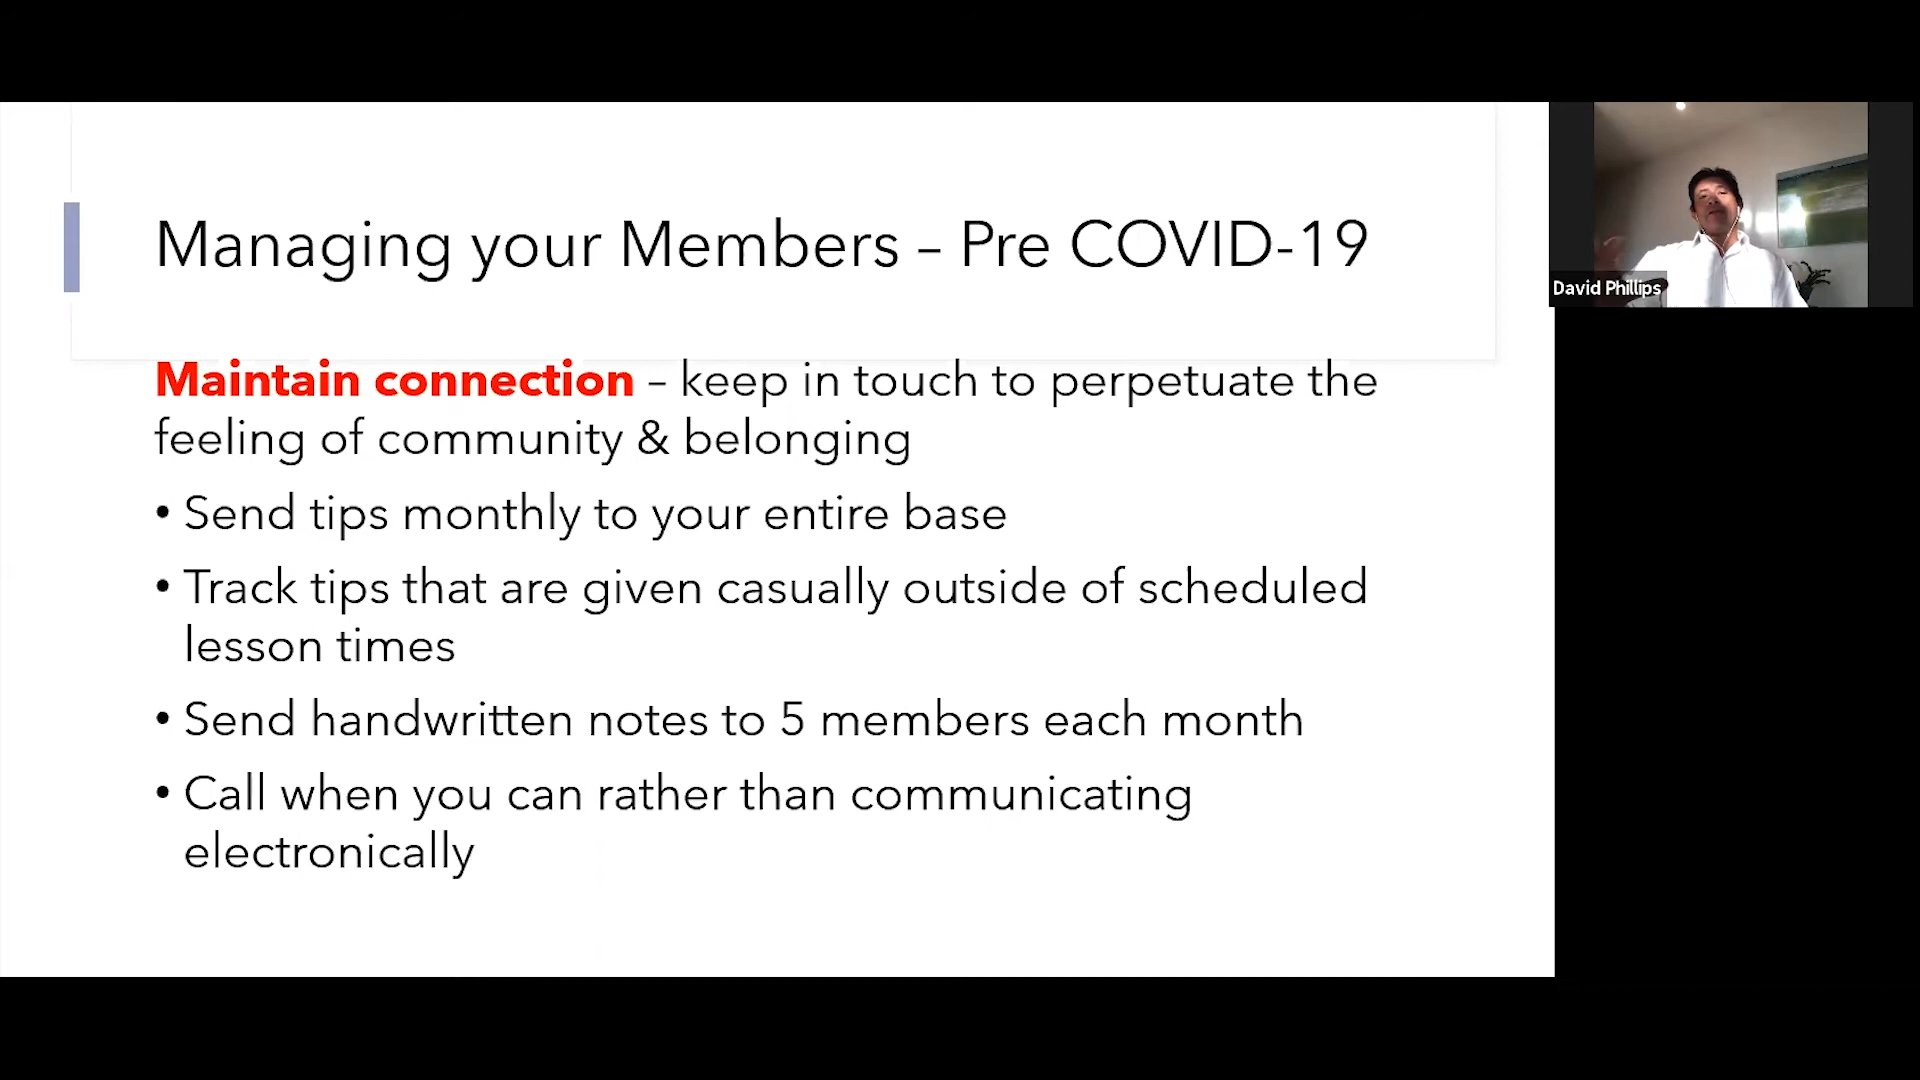 Managing your Members – Pre COVID-19
David Phillips
Maintain connection – keep in touch to perpetuate the
feeling of community & belonging
• Send tips monthly to your entire base
• Track tips that are given casually outside of scheduled
lesson times
• Send handwritten notes to 5 members each month
• Call when you can rather than communicating
electronically